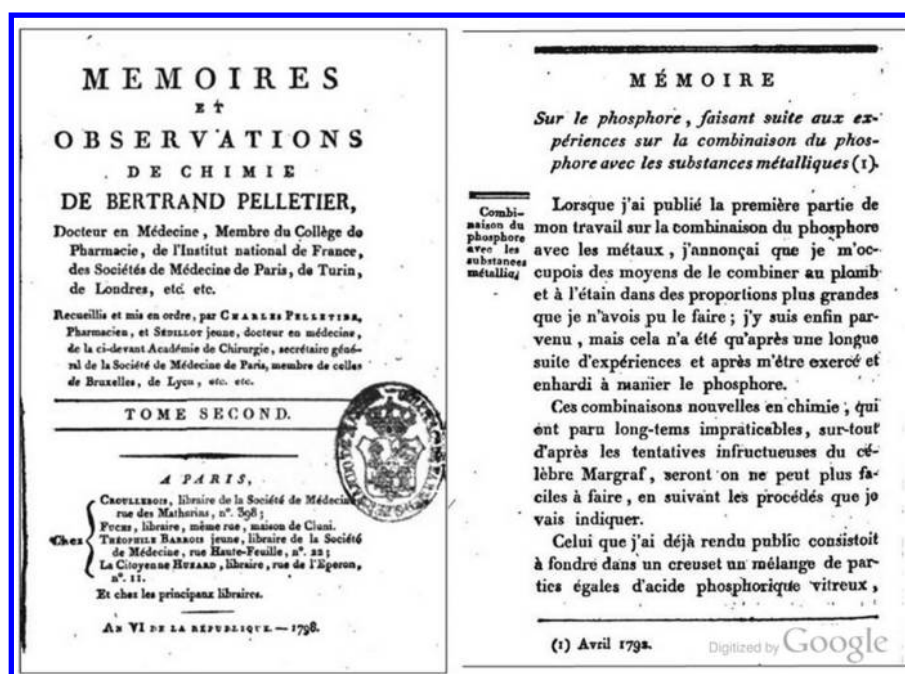 MEMOIRES
ET
OBSERVATIONS
DE CHIMIE
DE BERTRAND PELLETIER,
Docteur en Médecine, Membre du Collège de
Pharmacie, de l'Institut national de France,
des Sociétés de Médecine de Paris, de Turin,
de Londres, etc etc.
Recueillis et mis en ordre, par CHARLES PELLETIER,
Pharmacien, et SÉDILLOT jeune, docteur en médecine,
de la ci-devant Académie de Chirurgie, secrétaire géné-
ral de la Société de Médecine de Paris, membre de celles
de Bruxelles, de Lyon, etc. etc.
TOME SECOND.
A PARIS,
Chez
CROULLEBOIS, libraire de la Société de Médecine
rue des Mathurins, n°. 398;
FUCHS, libraire, même rue, maison de Cluni.
THÉOPHILE BARROIS jeune, libraire de la Société
de Médecine, rue Haute-Feuille, n°. 22;
La Citoyenne HUZARD, libraire, rue de l'Eperon,
n°. 11.
Et chez les principaux libraires.
AN VI DE LA RÉPUBLIQUE. — 1798.
MÉMOIRE
Sur le phosphore, faisant suite aux ex-
périences sur la combinaison du phos-
phore avec les substances métalliques (1).
Combi-
naison du
phosphore
avec les
substances
métalliq.
Lorsque j'ai publié la première partie de
mon travail sur la combinaison du phosphore
avec les métaux, j'annonçai que je m'oc-
cupois des moyens de le combiner au plomb
et à l'étain dans des proportions plus grandes
que je n'avois pu le faire; j'y suis enfin par-
venu, mais cela n'a été qu'après une longue
suite d'expériences et après m'être exercé et
enhardi à manier le phosphore.
Ces combinaisons nouvelles en chimie, qui
ont paru long-tems impraticables, sur-tout
d'après les tentatives infructueuses du cé-
lèbre Margraf, seront on ne peut plus fa-
ciles à faire, en suivant les procédés que je
vais indiquer.
Celui que j'ai déjà rendu public consistoit
à fondre dans un creuset un mélange de par-
ties égales d'acide phosphorique vitreux,
(1) Avril 1792.
Digitized by Google